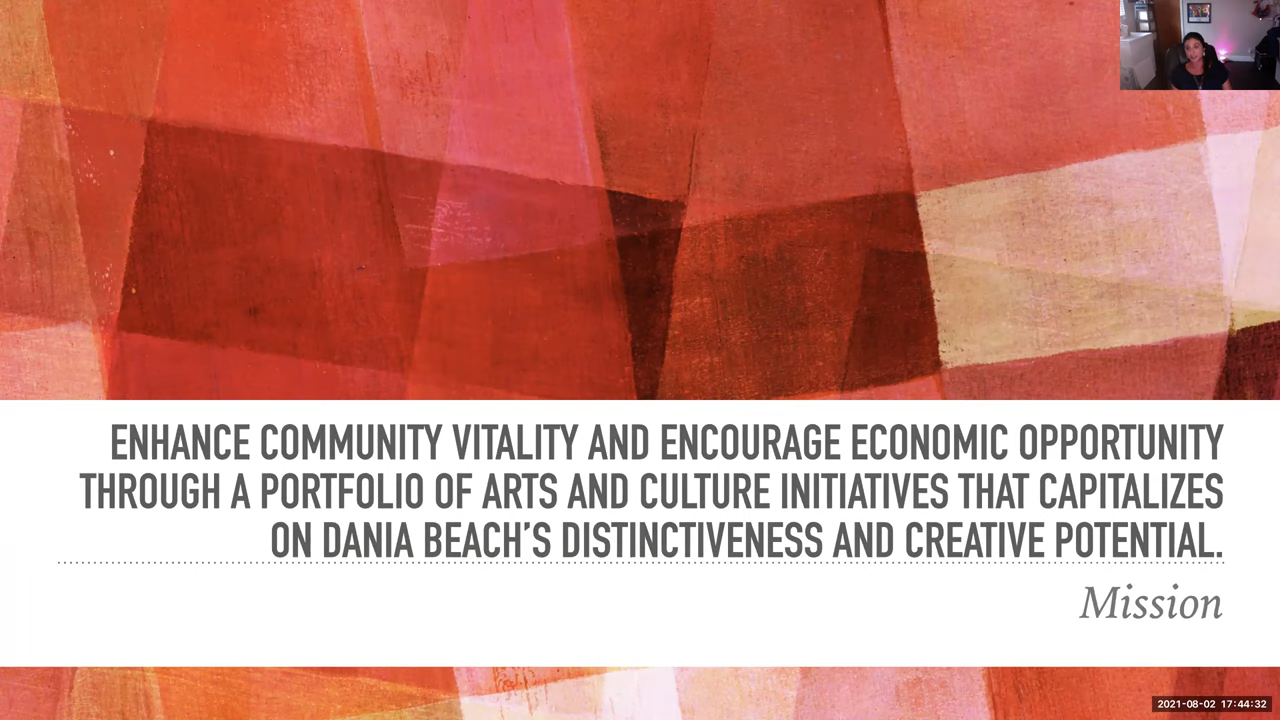 ENHANCE COMMUNITY VITALITY AND ENCOURAGE ECONOMIC OPPORTUNITY
THROUGH A PORTFOLIO OF ARTS AND CULTURE INITIATIVES THAT CAPITALIZES
ON DANIA BEACH’S DISTINCTIVENESS AND CREATIVE POTENTIAL.
Mission
2021-08-02 17:44:32